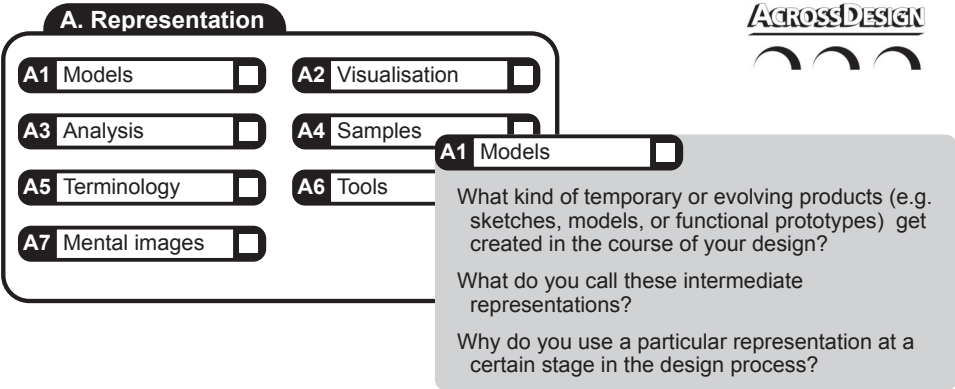 A. Representation
ACROSSDESIGN
A1 Models
A2 Visualisation
A3 Analysis
A4 Samples
A5 Terminology
A6 Tools
A7 Mental images
A1 Models
What kind of temporary or evolving products (e.g.
sketches, models, or functional prototypes) get
created in the course of your design?
What do you call these intermediate
representations?
Why do you use a particular representation at a
certain stage in the design process?